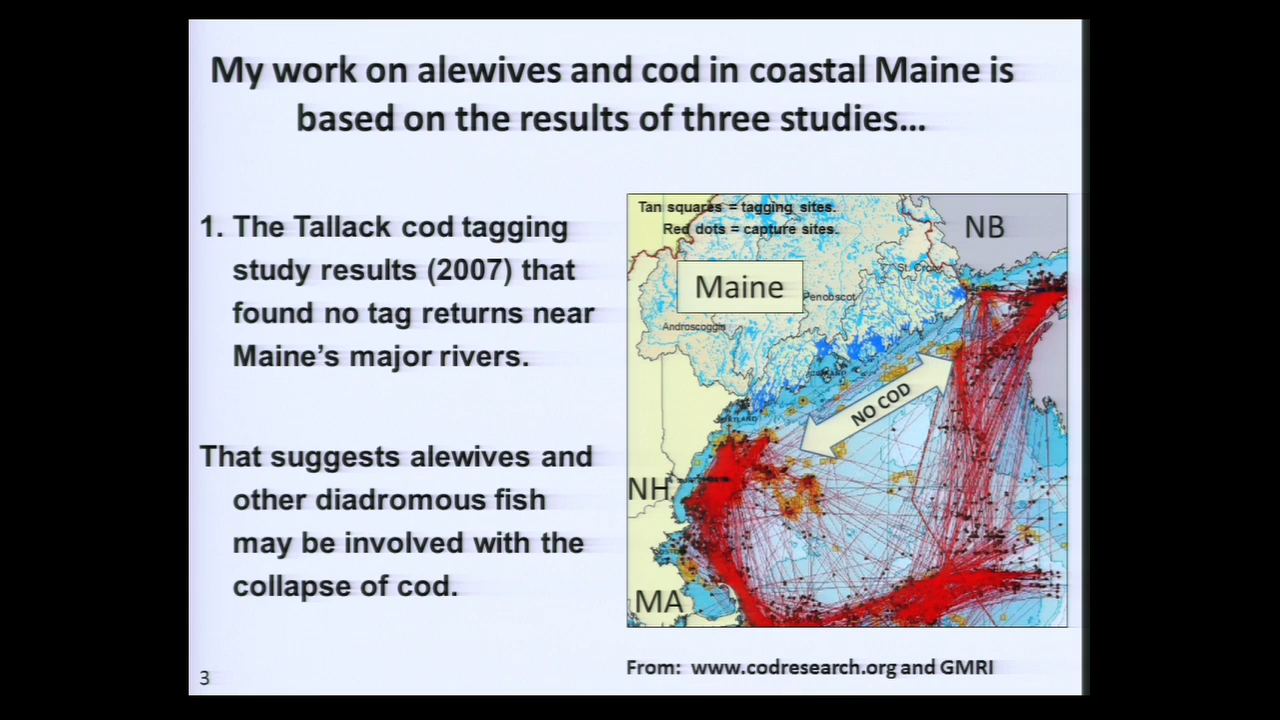 My work on alewives and cod in coastal Maine is
based on the results of three studies...
1. The Tallack cod tagging
study results (2007) that
found no tag returns near
Maine's major rivers.
That suggests alewives and
other diadromous fish
may be involved with the
collapse of cod.
Tan squares = tagging sites.
Red dots = capture sites.
NB
St. Croix
Maine
Penobscot
Androscoggin
NO COD
PORTLAND
NH
MA
From: www.codresearch.org and GMRI
3